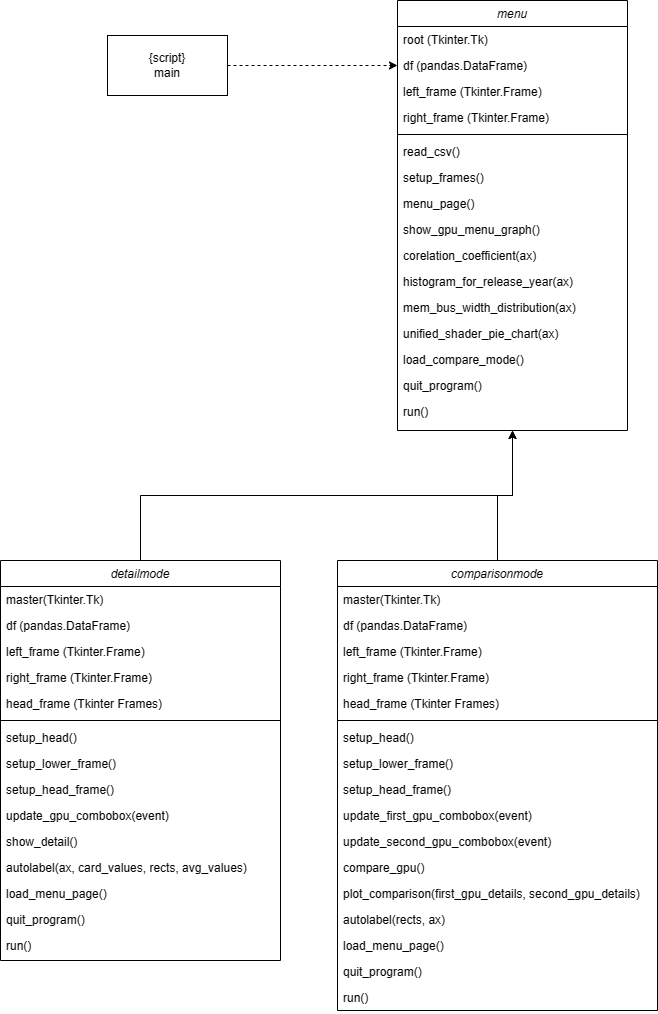 menu
root (Tkinter.Tk)
df (pandas.DataFrame)
left_frame (Tkinter.Frame)
right_frame (Tkinter.Frame)
read_csv()
setup_frames()
menu_page()
show_gpu_menu_graph()
corelation_coefficient(ax)
histogram_for_release_year(ax)
mem_bus_width_distribution(ax)
unified_shader_pie_chart(ax)
load_compare_mode()
quit_program()
run()
{script}
main
detailmode
master(Tkinter.Tk)
df (pandas.DataFrame)
left_frame (Tkinter.Frame)
right_frame (Tkinter.Frame)
head_frame (Tkinter Frames)
setup_head()
setup_lower_frame()
setup_head_frame()
update_gpu_combobox(event)
show_detail()
autolabel(ax, card_values, rects, avg_values)
load_menu_page()
quit_program()
run()
comparisonmode
master(Tkinter.Tk)
df (pandas.DataFrame)
left_frame (Tkinter.Frame)
right_frame (Tkinter.Frame)
head_frame (Tkinter Frames)
setup_head()
setup_lower_frame()
setup_head_frame()
update_first_gpu_combobox(event)
update_second_gpu_combobox(event)
compare_gpu()
plot_comparison(first_gpu_details, second_gpu_details)
autolabel(rects, ax)
load_menu_page()
quit_program()
run()